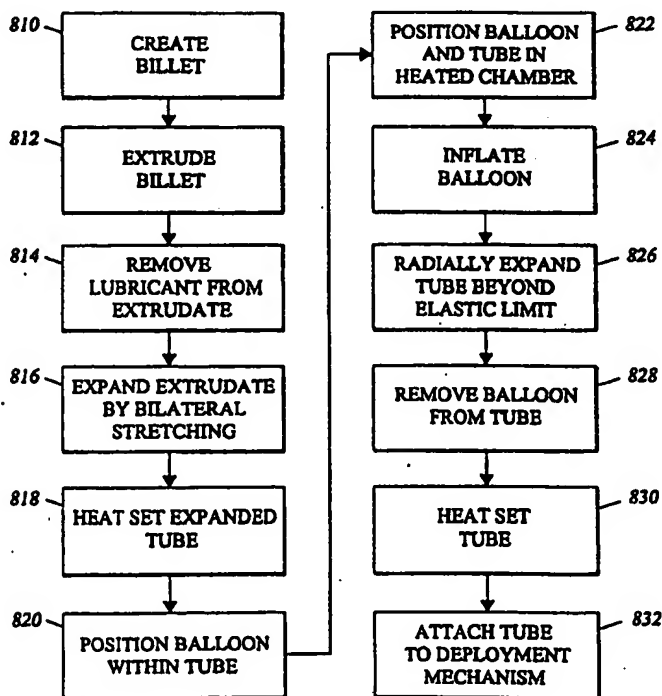 810
CREATE
BILLET
812
EXTRUDE
BILLET
814
REMOVE
LUBRICANT FROM
EXTRUDATE
816
EXPAND EXTRUDATE
BY BILATERAL
STRETCHING
818
HEAT SET EXPANDED
TUBE
820
POSITION BALLOON
WITHIN TUBE
822
POSITION BALLOON
AND TUBE IN
HEATED CHAMBER
824
INFLATE
BALLOON
826
RADIALLY EXPAND
TUBE BEYOND
ELASTIC LIMIT
828
REMOVE BALLOON
FROM TUBE
830
HEAT SET
TUBE
832
ATTACH TUBE
TO DEPLOYMENT
MECHANISM